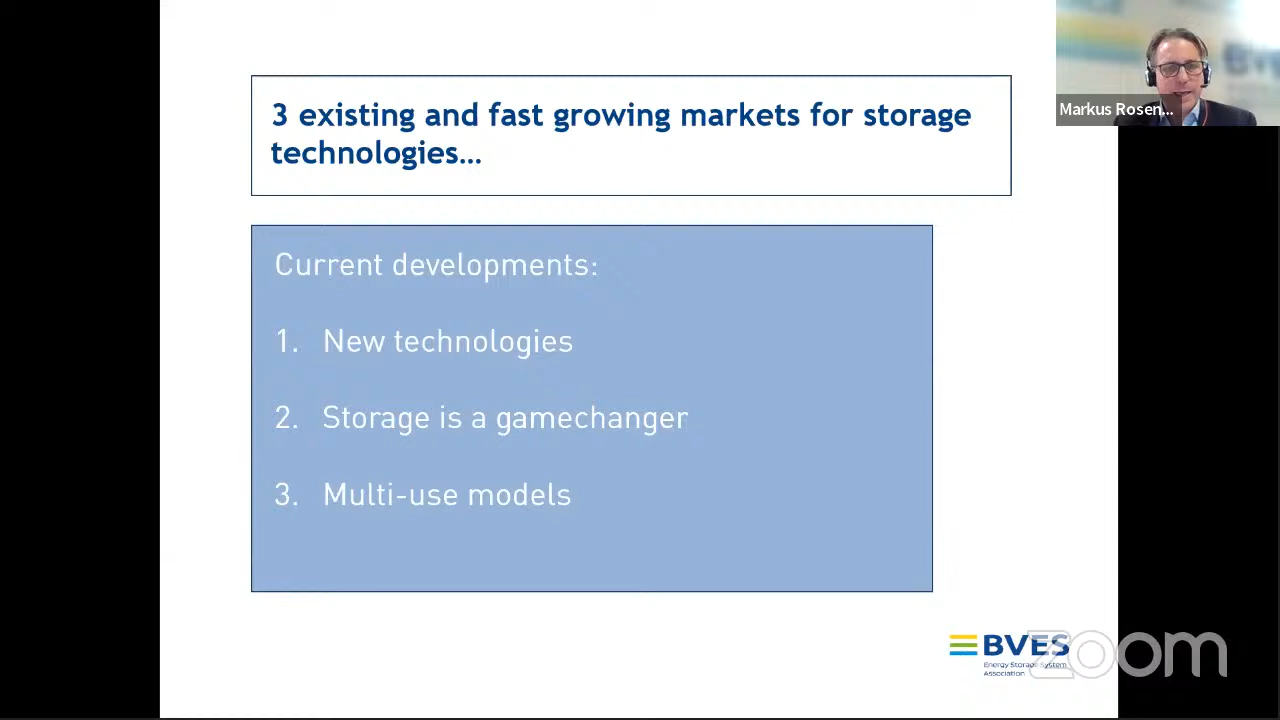 3 existing and fast growing markets for storage
technologies…
Markus Rosen...
Current developments:
1. New technologies
2. Storage is a gamechanger
3. Multi-use models
BVES
Energy Storage System
Association
zoom